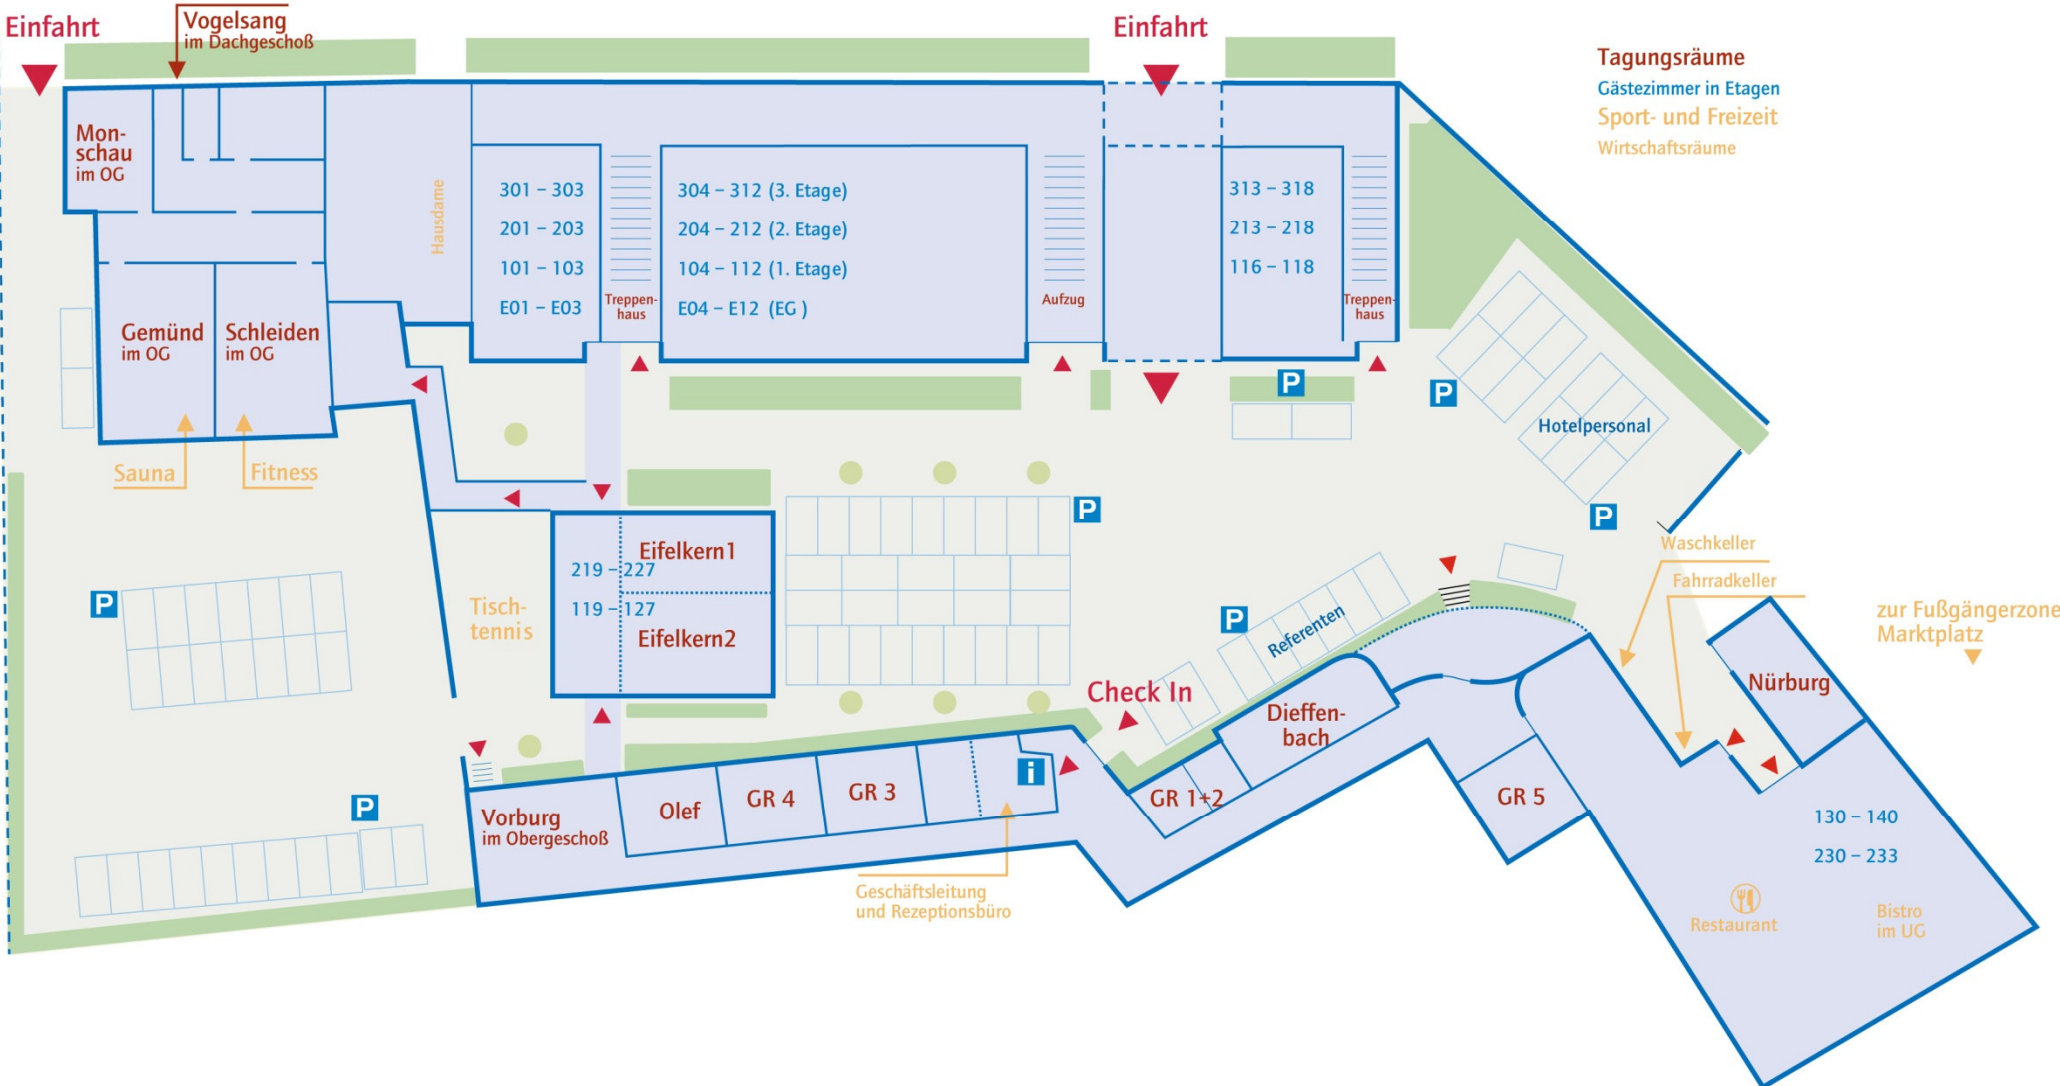 Einfahrt
Vogelsang
im Dachgeschoß
Einfahrt
Tagungsräume
Gästezimmer in Etagen
Sport- und Freizeit
Wirtschaftsräume
Mon-
schau
im OG
Hausdame
301 – 303
201 – 203
101 – 103
E01 – E03
Treppen-
haus
304 – 312 (3. Etage)
204 – 212 (2. Etage)
104 – 112 (1. Etage)
E04 – E12 (EG )
Aufzug
313 – 318
213 – 218
116 – 118
Treppen-
haus
Gemünd
im OG
Schleiden
im OG
Sauna
Fitness
P
P
Hotelpersonal
P
P
Eifelkern1
219 – 227
119 – 127
Eifelkern2
Tisch-
tennis
P
P
Referenten
Waschkeller
Fahrradkeller
zur Fußgängerzone
Marktplatz
Nürburg
Check In
Dieffen-
bach
i
P
Vorburg
im Obergeschoß
Olef
GR 4
GR 3
GR 1+2
GR 5
130 – 140
230 – 233
Geschäftsleitung
und Rezeptionsbüro
Restaurant
Bistro
im UG